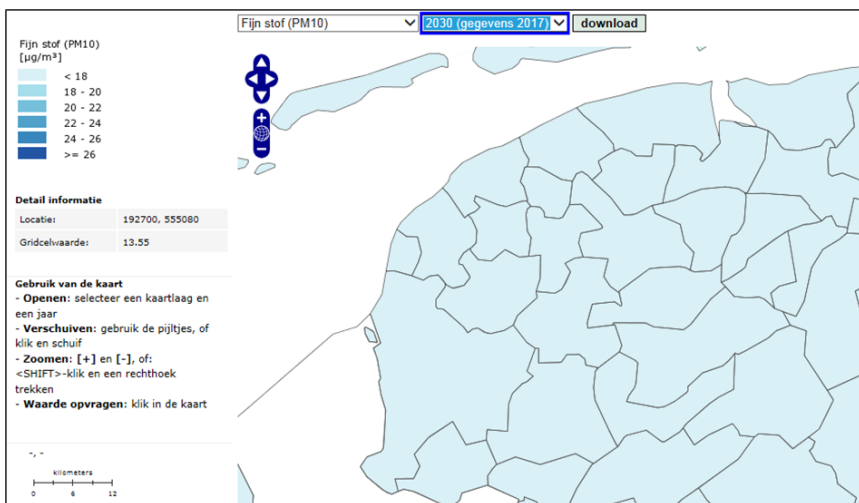 Fijn stof (PM10)
2030 (gegevens 2017)
download
Fijn stof (PM10)
[µg/m³]
< 18
18 - 20
20 - 22
22 - 24
24 - 26
>= 26
Detail informatie
Locatie: 192700, 555080
Gridcelwaarde: 13.55
Gebruik van de kaart
- Openen: selecteer een kaartlaag en
een jaar
- Verschuiven: gebruik de pijltjes, of
klik en schuif
- Zoomen: [+] en [-], of:
<SHIFT>-klik en een rechthoek
trekken
- Waarde opvragen: klik in de kaart
-, -
kilometers
0 6 12